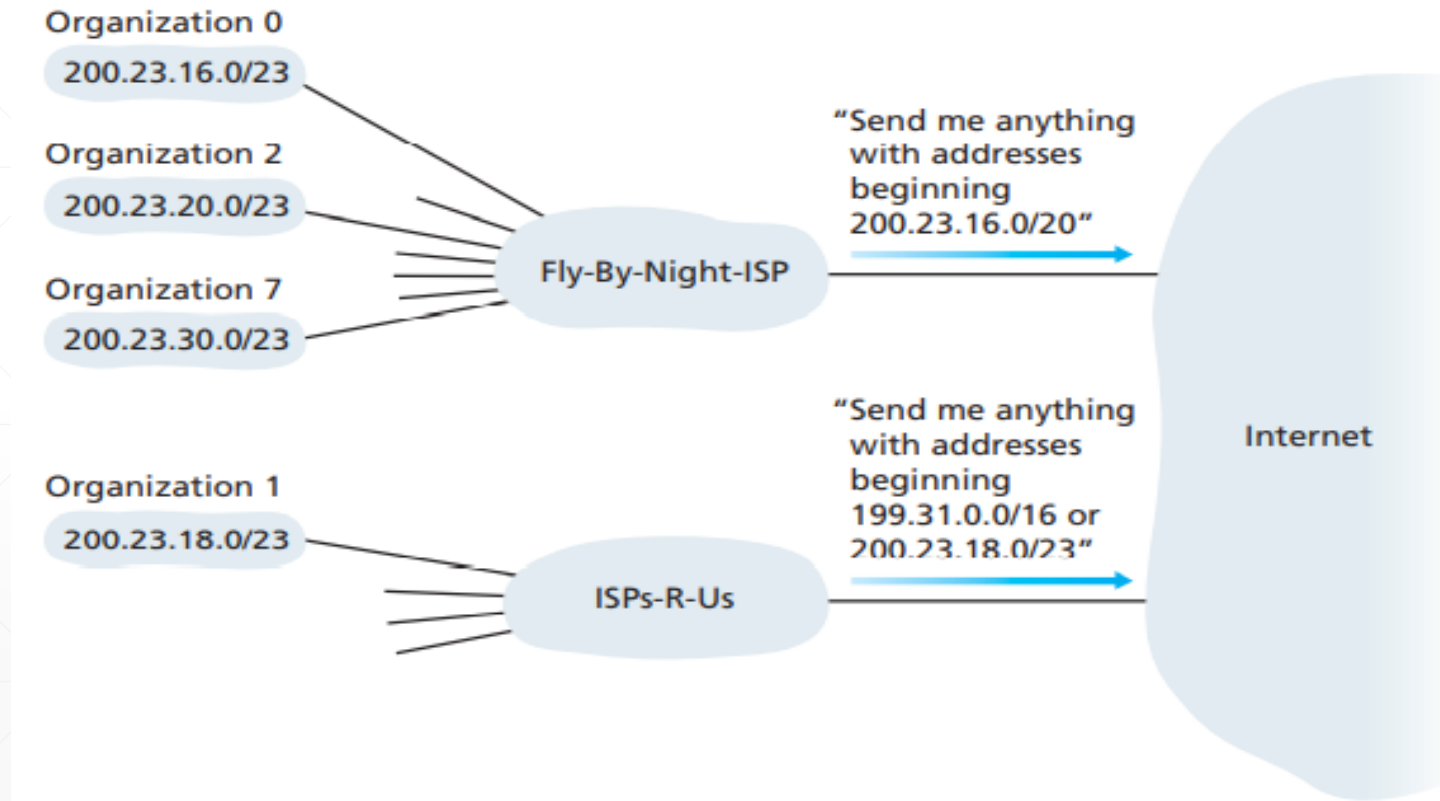 Organization 0
200.23.16.0/23
Organization 2
200.23.20.0/23
Organization 7
200.23.30.0/23
Organization 1
200.23.18.0/23
Fly-By-Night-ISP
ISPs-R-Us
“Send me anything
with addresses
beginning
200.23.16.0/20”
“Send me anything
with addresses
beginning
199.31.0.0/16 or
200.23.18.0/23”
Internet